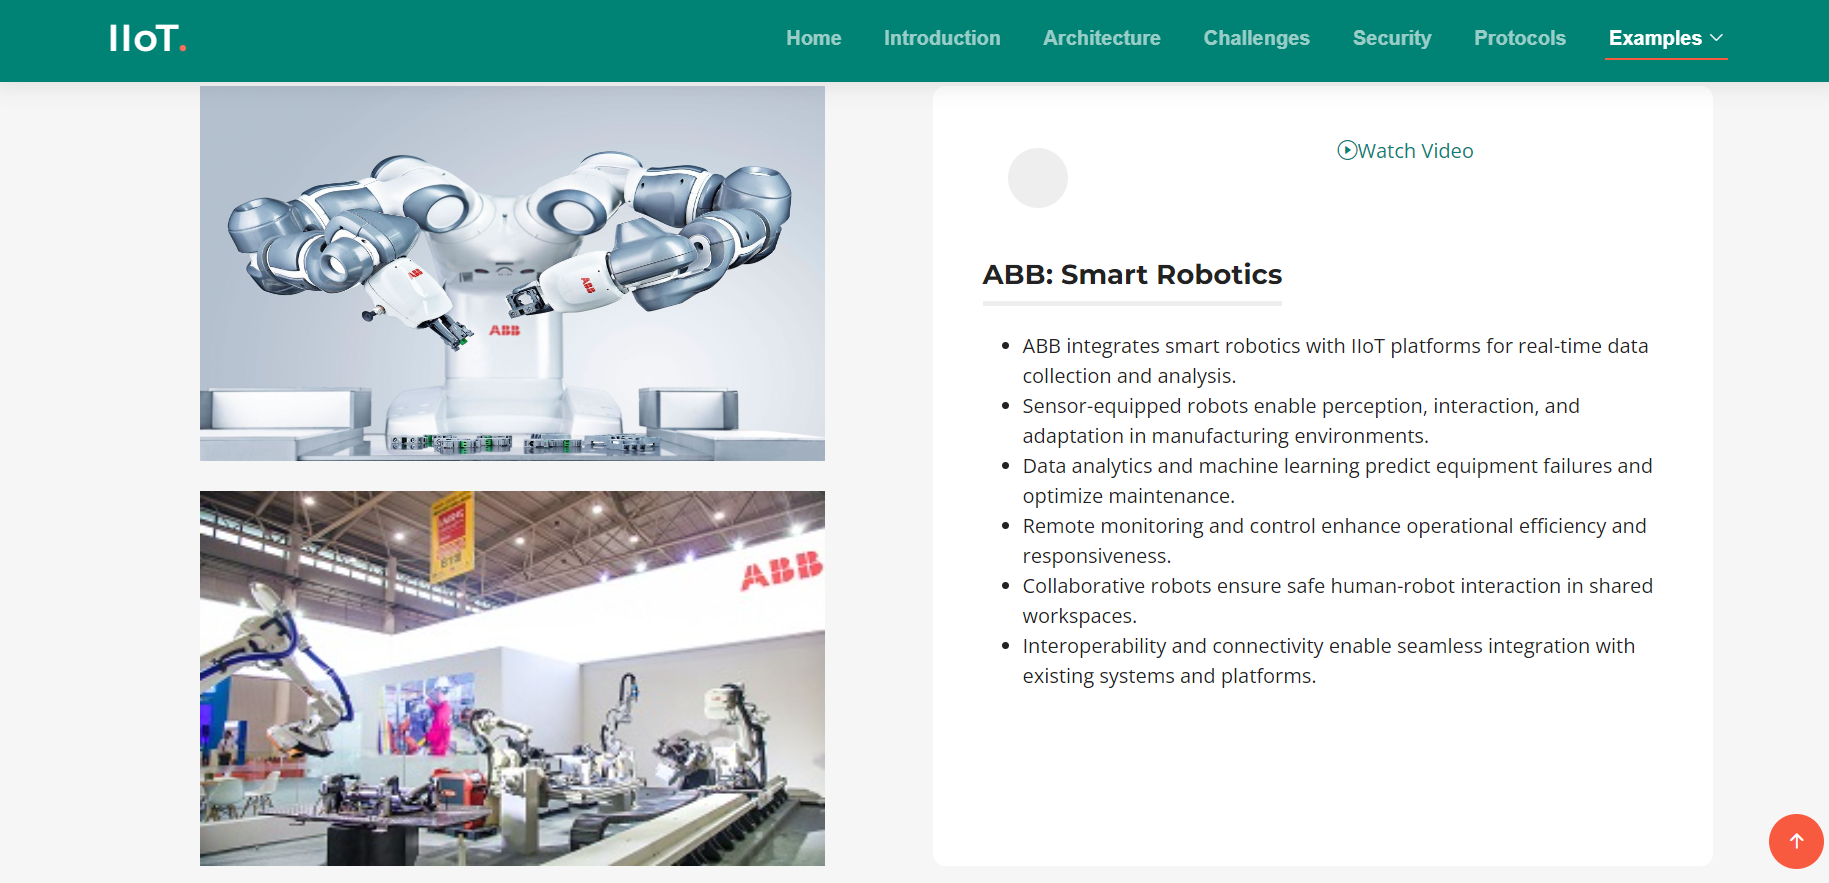 IIoT.
Home
Introduction
Architecture
Challenges
Security
Protocols
Examples
ABB
ABB
ABB
ABB
Watch Video
ABB: Smart Robotics
ABB integrates smart robotics with IIoT platforms for real-time data
collection and analysis.
Sensor-equipped robots enable perception, interaction, and
adaptation in manufacturing environments.
Data analytics and machine learning predict equipment failures and
optimize maintenance.
Remote monitoring and control enhance operational efficiency and
responsiveness.
Collaborative robots ensure safe human-robot interaction in shared
workspaces.
Interoperability and connectivity enable seamless integration with
existing systems and platforms.